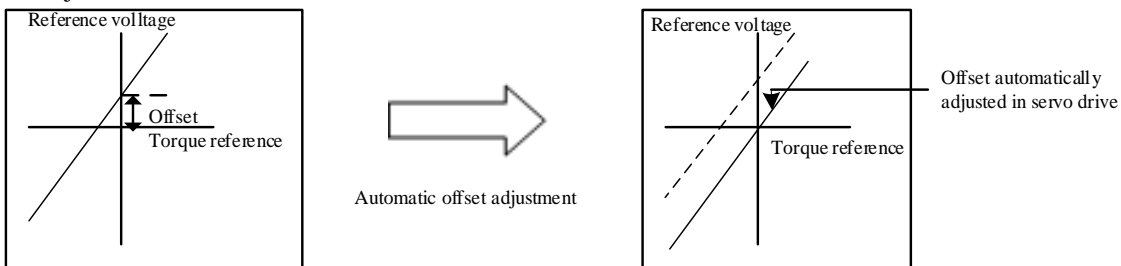 Reference volltage
Offset
Torque reference
Automatic offset adjustment
Reference voltage
Torque reference
Offset automatically
adjusted in servo drive